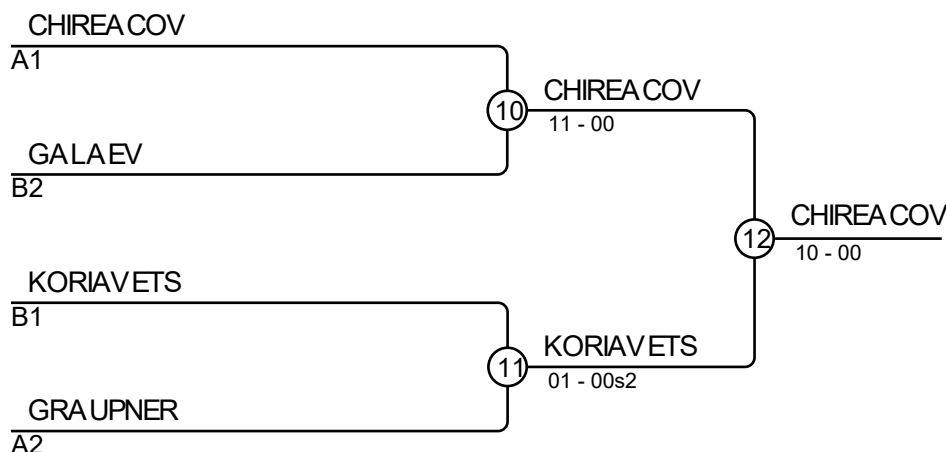 CHIREACOV
A1
10
CHIREACOV
11 - 00
GALAEV
B2
12
CHIREACOV
10 - 00
KORIAVETS
B1
11
KORIAVETS
01 - 00s2
GRAUPNER
A2